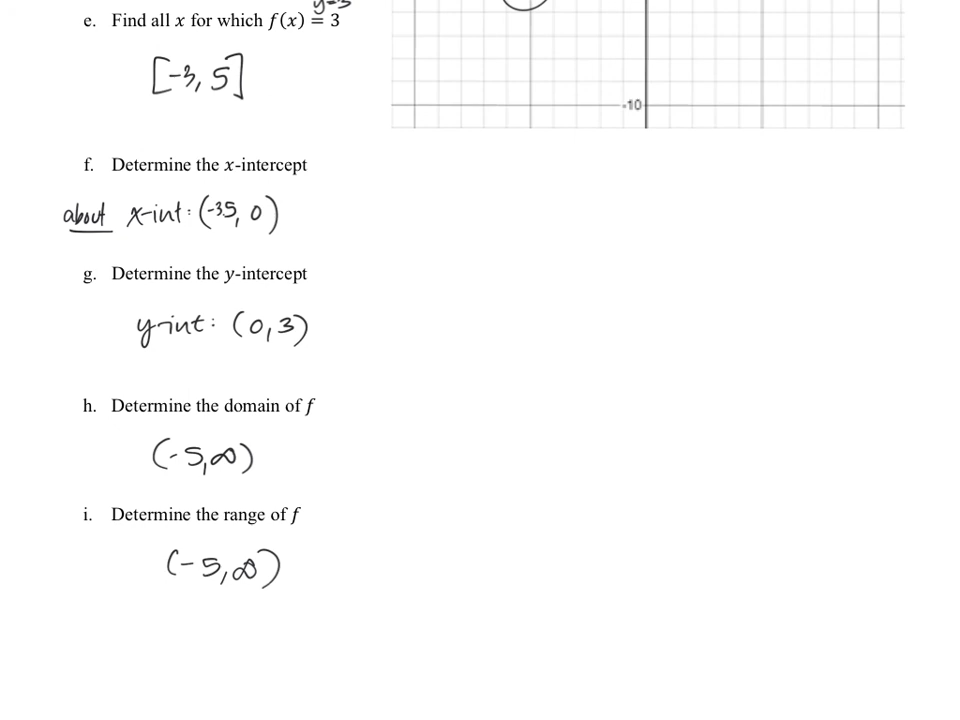 y=3
e. Find all x for which f(x) = 3
[-3, 5]
-10
f. Determine the x-intercept
about x-int: (-3.5, 0)
g. Determine the y-intercept
y-int: (0,3)
h. Determine the domain of f
(-5,∞)
i. Determine the range of f
(-5,∞)